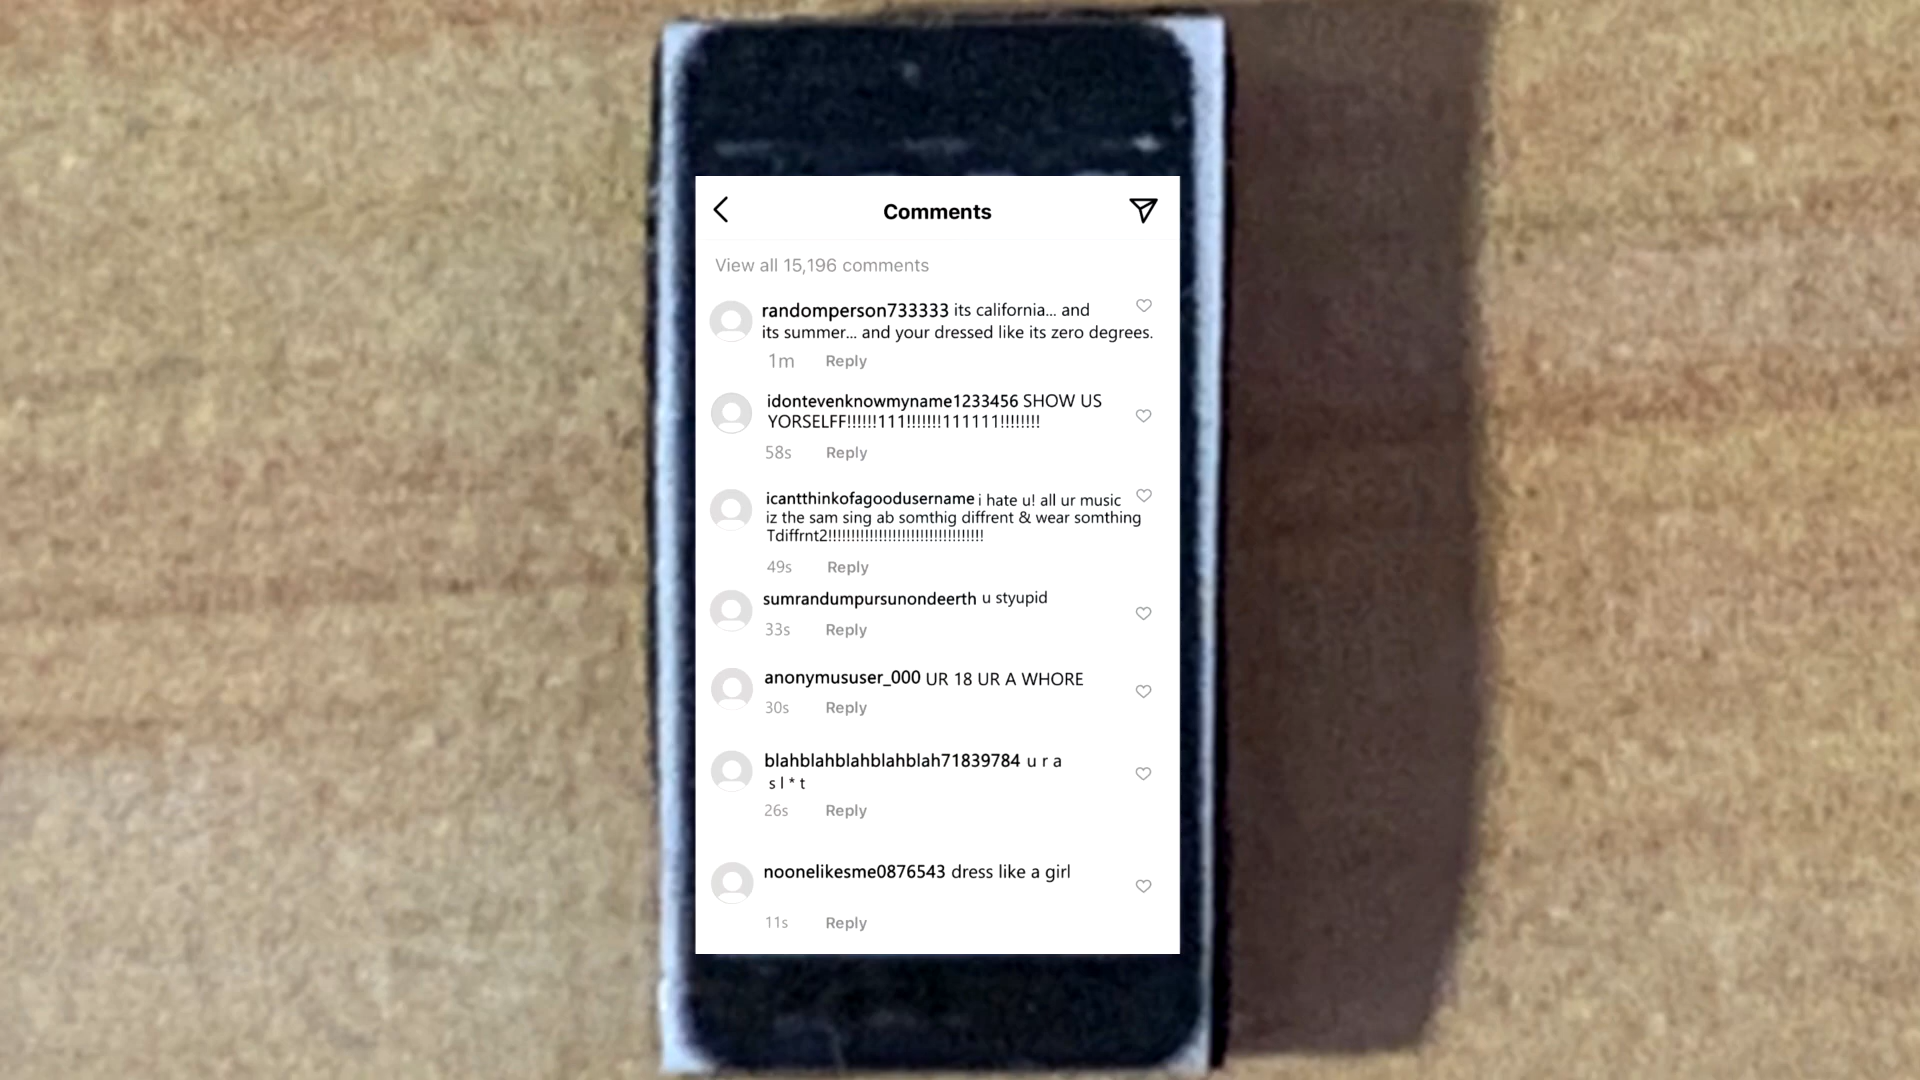 Comments
View all 15,196 comments
randomperson733333 its california... and
its summer... and your dressed like its zero degrees.
1m Reply
idontevenknowmyname1233456 SHOW US
YORSELFF!!!!!!111!!!!!!!111111!!!!!!!!
58s Reply
icantthinkofagoodusername i hate u! all ur music
iz the sam sing ab somthig diffrent & wear somthing
Tdiffrnt2!!!!!!!!!!!!!!!!!!!!!!!!!!!!!!!!!!
49s Reply
sumrandumpursunondeerth u styupid
33s Reply
anonymususer_000 UR 18 UR A WHORE
30s Reply
blahblahblahblahblah71839784 u r a
s l * t
26s Reply
noonelikesme0876543 dress like a girl
11s Reply